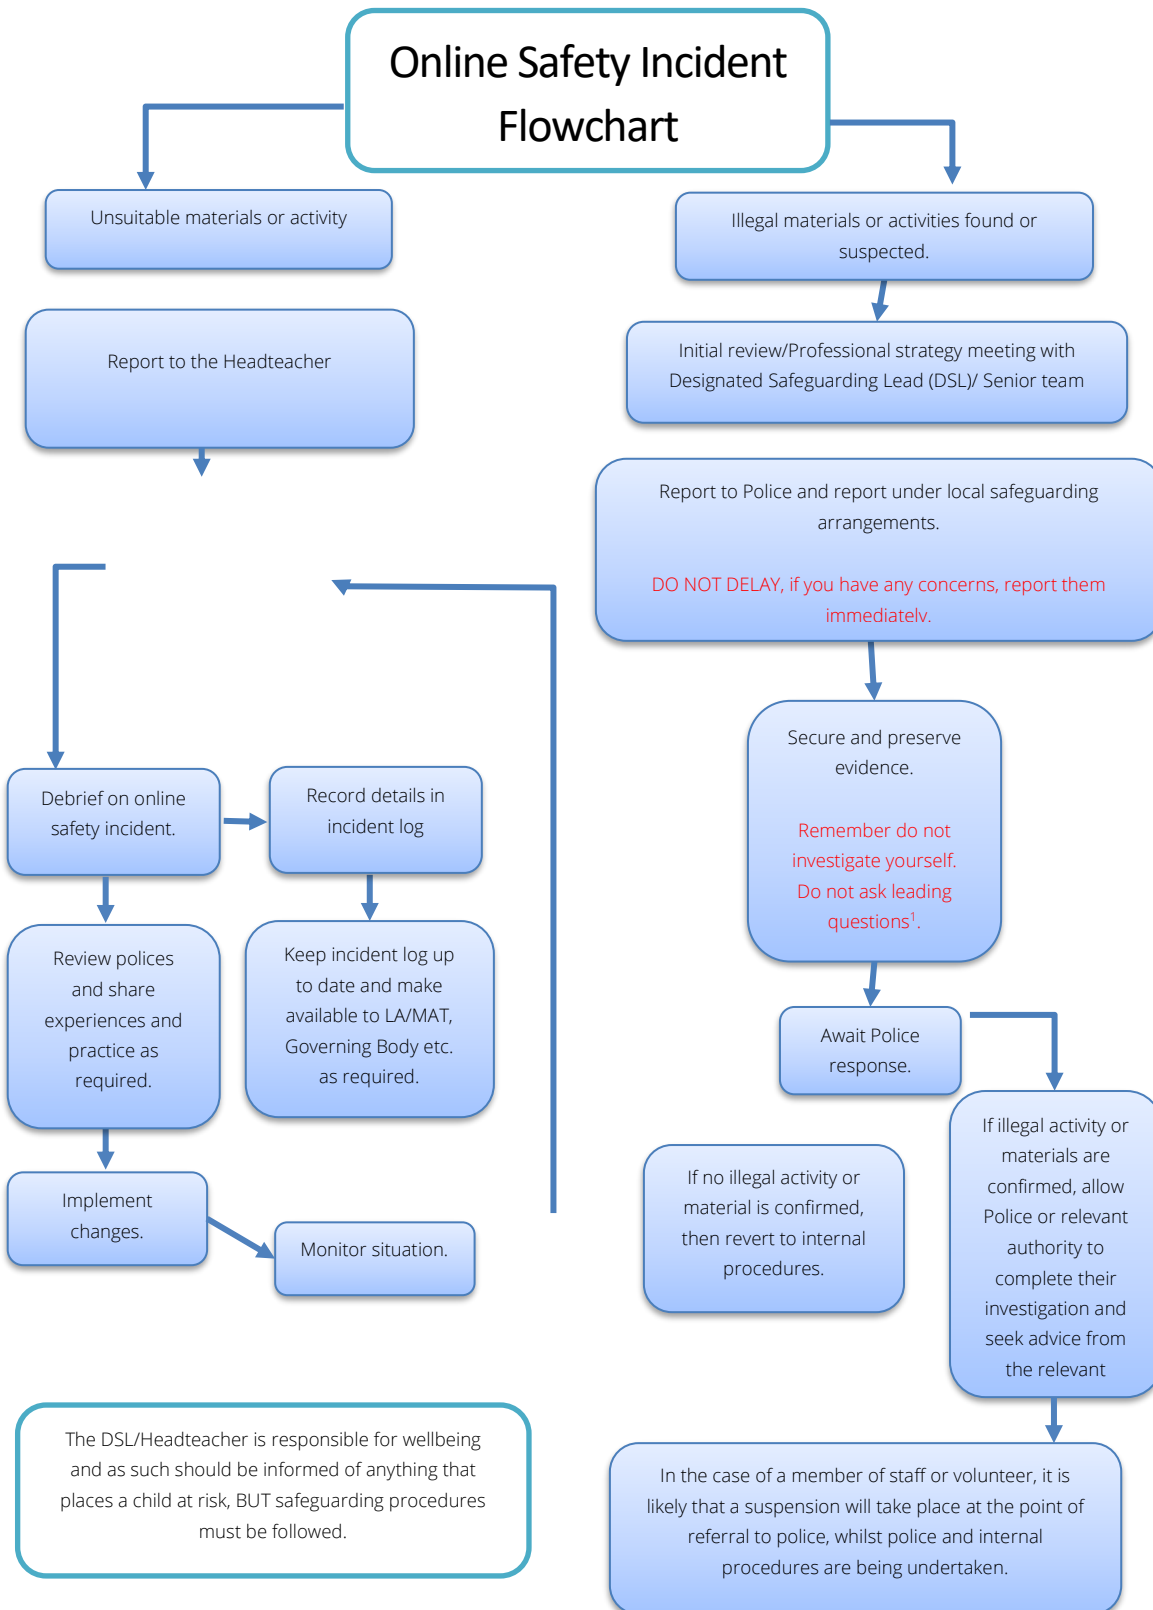 Online Safety Incident
Flowchart
Unsuitable materials or activity
Report to the Headteacher
Debrief on online
safety incident.
Record details in
incident log
Review polices
and share
experiences and
practice as
required.
Keep incident log up
to date and make
available to LA/MAT,
Governing Body etc.
as required.
Implement
changes.
Monitor situation.
The DSL/Headteacher is responsible for wellbeing
and as such should be informed of anything that
places a child at risk, BUT safeguarding procedures
must be followed.
Illegal materials or activities found or
suspected.
Initial review/Professional strategy meeting with
Designated Safeguarding Lead (DSL)/ Senior team
Report to Police and report under local safeguarding
arrangements.
DO NOT DELAY, if you have any concerns, report them
immediately.
Secure and preserve
evidence.
Remember do not
investigate yourself.
Do not ask leading
questions¹.
Await Police
response.
If no illegal activity or
material is confirmed,
then revert to internal
procedures.
If illegal activity or
materials are
confirmed, allow
Police or relevant
authority to
complete their
investigation and
seek advice from
the relevant
In the case of a member of staff or volunteer, it is
likely that a suspension will take place at the point of
referral to police, whilst police and internal
procedures are being undertaken.